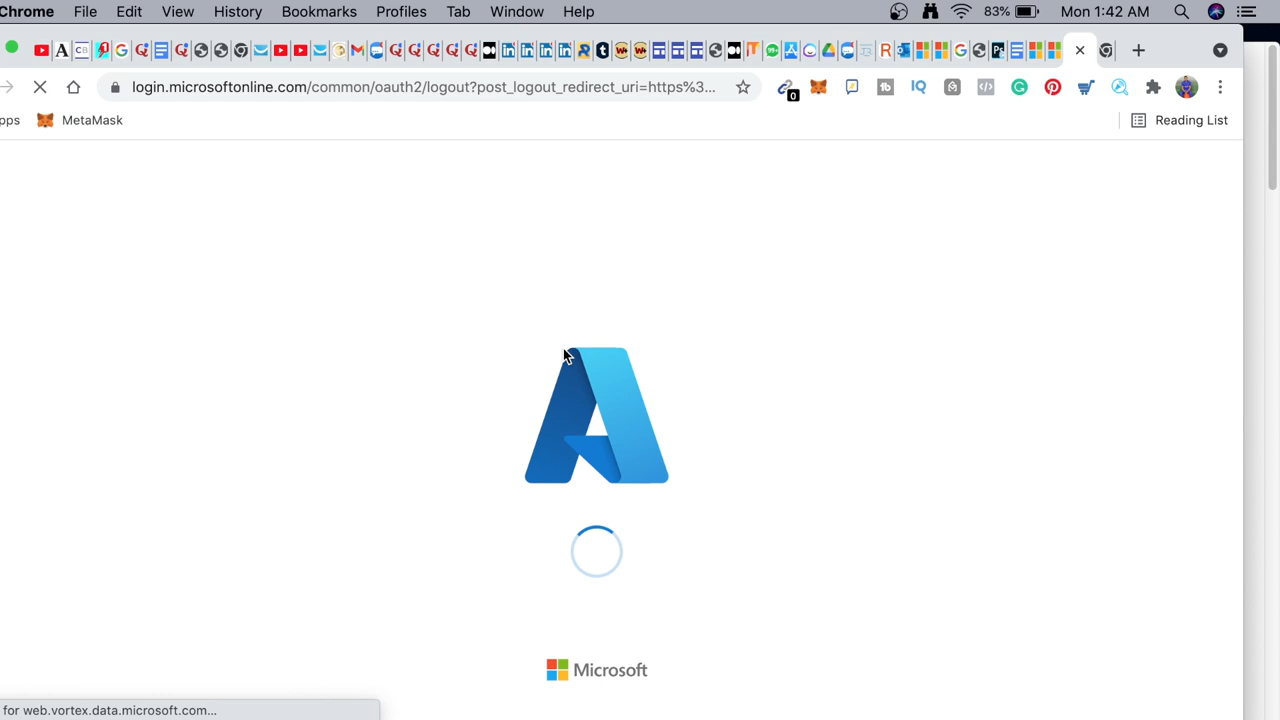 Chrome File Edit View History Bookmarks Profiles Tab Window Help 83% Mon 1:42 AM
login.microsoftonline.com/common/oauth2/logout?post_logout_redirect_uri=https%3... 0
pps MetaMask Reading List
Microsoft
for web.vortex.data.microsoft.com...